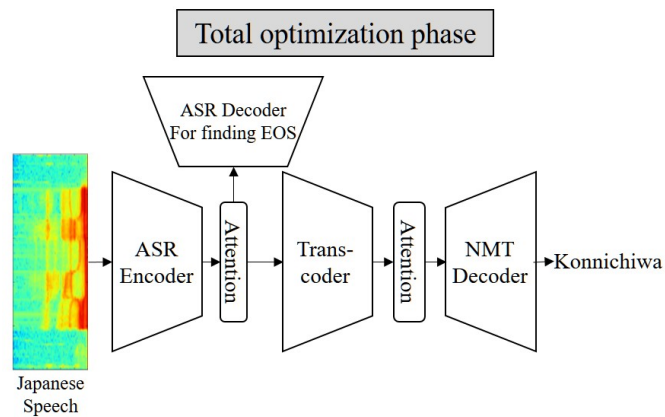 Total optimization phase
ASR Decoder
For finding EOS
ASR
Encoder
Attention
Trans-
coder
Attention
NMT
Decoder
Konnichiwa
Japanese
Speech